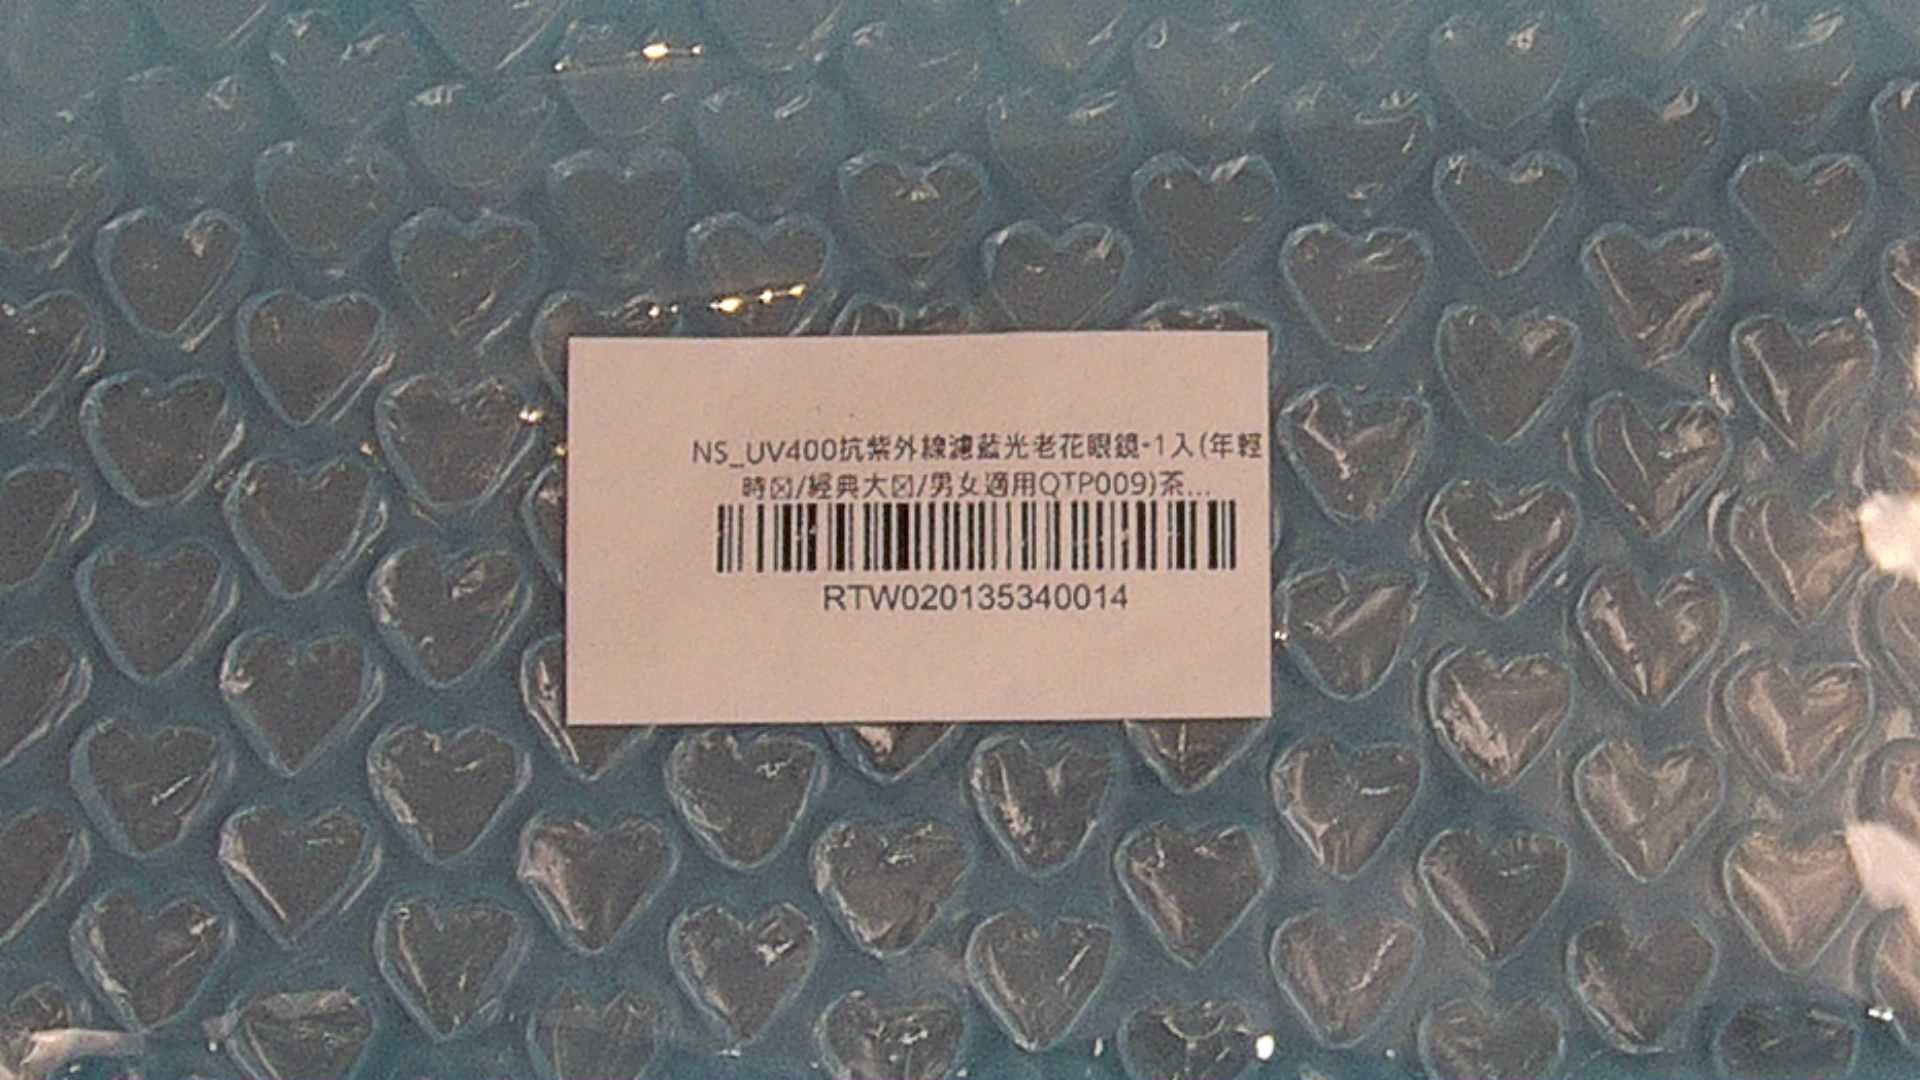 NS_UV400抗紫外線濾藍光老花眼鏡-1入(年輕
時☒/經典大☒/男女適用QTP009)茶...
RTW020135340014